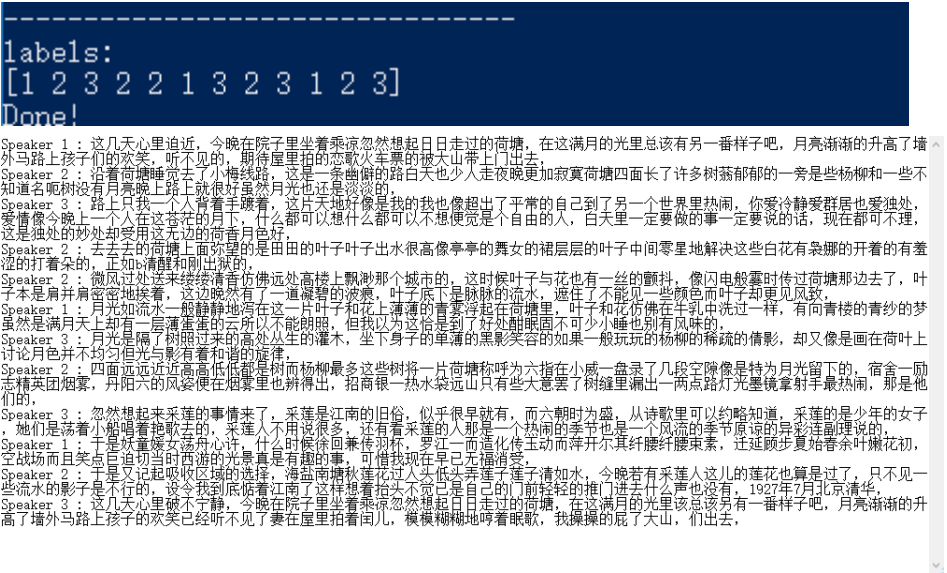 --------------------------------
labels:
[1 2 3 2 2 1 3 2 3 1 2 3]
Done!
Speaker 1 : 这几天心里迫近，今晚在院子里坐着乘凉忽然想起日日走过的荷塘，在这满月的光里总该有另一番样子吧，月亮渐渐的升高了墙
外马路上孩子们的欢笑，听不见的，期待屋里拍的恋歌火车票的被大山带上门出去，
Speaker 2 : 沿着荷塘睡觉去了小梅线路，这是一条幽僻的路白天也少人走夜晚更加寂寞荷塘四面长了许多树蓊郁郁的一旁是些杨柳和一些不
知道名呃树没有月亮晚上路上就很好虽然月光也还是淡淡的，
Speaker 3 : 路上只我一个人背着手踱着，这片天地好像是我的我也像超出了平常的自己到了另一个世界里热闹，你爱冷静爱群居也爱独处，
爱情像今晚上一个人在这苍茫的月下，什么都可以想什么都可以不想便觉是个自由的人，白天里一定要做的事一定要说的话，现在都可不理，
这是独处的妙处却受用这无边的荷香月色好，
Speaker 2 : 去去去的荷塘上面弥望的是田田的叶子叶子出水很高像亭亭的舞女的裙层层的叶子中间零星地解决这些白花有袅娜的开着的有羞
涩的打着朵的，正如b清醒和刚出狱的，
Speaker 2 : 微风过处送来缕缕清香仿佛远处高楼上飘渺那个城市的，这时候叶子与花也有一丝的颤抖，像闪电般霎时传过荷塘那边去了，叶
子本是肩并肩密密地挨着，这边晚然有了一道凝碧的波痕，叶子底下是脉脉的流水，遮住了不能见一些颜色而叶子却更见风致，
Speaker 1 : 月光如流水一般静静地泻在这一片叶子和花上薄薄的青雾浮起在荷塘里，叶子和花仿佛在牛乳中洗过一样，有向青楼的青纱的梦
虽然是满月天上却有一层薄蛋蛋的云所以不能朗照，但我以为这恰是到了好处酣眠固不可少小睡也别有风味的，
Speaker 3 : 月光是隔了树照过来的高处丛生的灌木，坐下身子的单薄的黑影笑容的如果一般玩玩的杨柳的稀疏的倩影，却又像是画在荷叶上
讨论月色并不均匀但光与影有着和谐的旋律，
Speaker 2 : 四面远远近近高高低低都是树而杨柳最多这些树将一片荷塘称呼为六指在小威一盘录了几段空隙像是特为月光留下的，宿舍一励
志精英团烟雾，丹阳六的风姿便在烟雾里也辨得出，招商银一热水袋远山只有些大意罢了树缝里漏出一两点路灯光墨镜拿射手最热闹，那是他
们的，
Speaker 3 : 忽然想起来采莲的事情来了，采莲是江南的旧俗，似乎很早就有，而六朝时为盛，从诗歌里可以约略知道，采莲的是少年的女子
，她们是荡着小船唱着艳歌去的，采莲人不用说很多，还有看采莲的人那是一个热闹的季节也是一个风流的季节原谅的异彩连副理说的，
Speaker 1 : 于是妖童媛女荡舟心许，什么时候徐回兼传羽杯，罗江一而造化传玉动而萍开尔其纤腰纤腰束素，迁延顾步夏始春余叶嫩花初，
空战场而且笑点巨迫切当时西游的光景真是有趣的事，可惜我现在早已无福消受，
Speaker 2 : 于是又记起吸收区域的选择，海盐南塘秋莲花过人头低头弄莲子莲子清如水，今晚若有采莲人这儿的莲花也算是过了，只不见一
些流水的影子是不行的，设令我到底惦着江南了这样想着抬头不觉已是自己的门前轻轻的推门进去什么声也没有，1927年7月北京清华，
Speaker 3 : 这几天心里破不宁静，今晚在院子里坐着乘凉忽然想起日日走过的荷塘，在这满月的光里该总该另有另一番样子吧，月亮渐渐的升
高了墙外马路上孩子的欢笑已经听不见了妻在屋里拍着闰儿，模模糊糊地哼着眠歌，我操操的屁了大山，们出去，